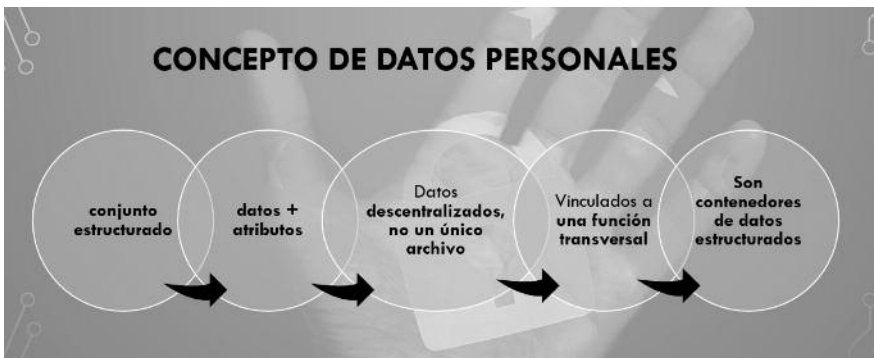 CONCEPTO DE DATOS PERSONALES
conjunto
estructurado
datos +
atributos
Datos
descentralizados,
no un único
archivo
Vinculados a
una función
transversal
Son
contenedores
de datos
estructurados